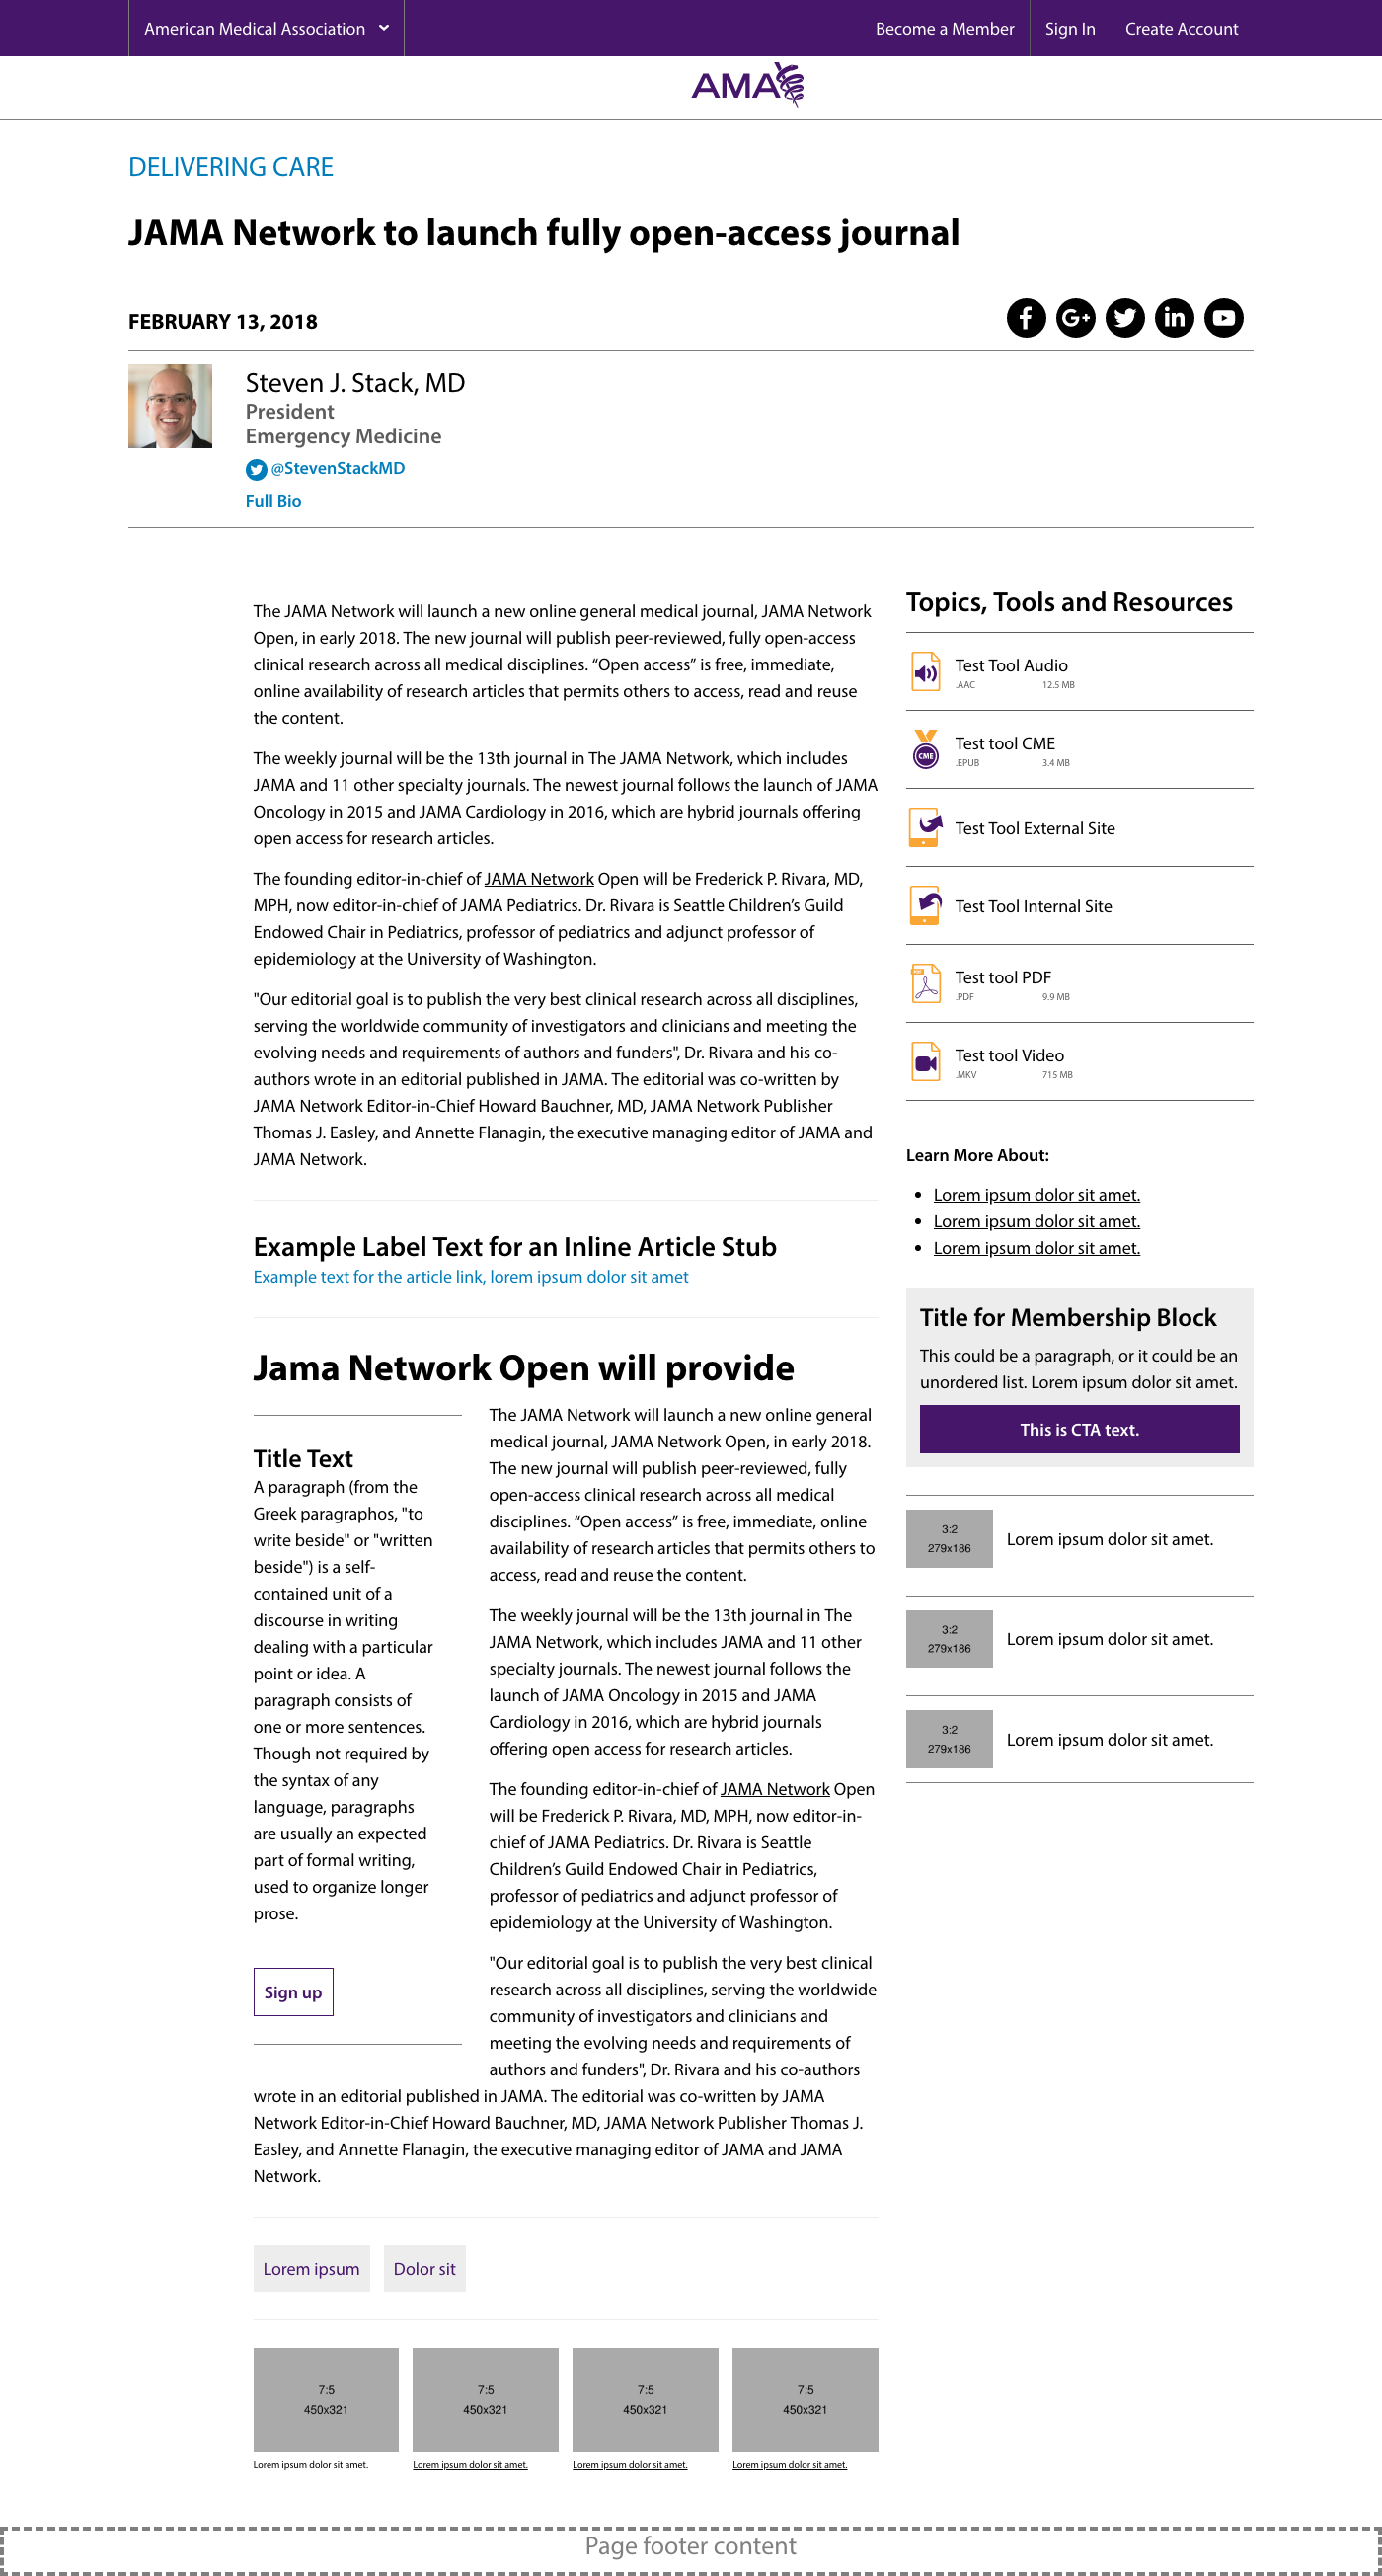 American Medical Association
Become a Member
Sign In
Create Account
AMA
DELIVERING CARE
JAMA Network to launch fully open-access journal
FEBRUARY 13, 2018
Steven J. Stack, MD
President
Emergency Medicine
@StevenStackMD
Full Bio
The JAMA Network will launch a new online general medical journal, JAMA Network
Open, in early 2018. The new journal will publish peer-reviewed, fully open-access
clinical research across all medical disciplines. “Open access” is free, immediate,
online availability of research articles that permits others to access, read and reuse
the content.
The weekly journal will be the 13th journal in The JAMA Network, which includes
JAMA and 11 other specialty journals. The newest journal follows the launch of JAMA
Oncology in 2015 and JAMA Cardiology in 2016, which are hybrid journals offering
open access for research articles.
The founding editor-in-chief of JAMA Network Open will be Frederick P. Rivara, MD,
MPH, now editor-in-chief of JAMA Pediatrics. Dr. Rivara is Seattle Children’s Guild
Endowed Chair in Pediatrics, professor of pediatrics and adjunct professor of
epidemiology at the University of Washington.
"Our editorial goal is to publish the very best clinical research across all disciplines,
serving the worldwide community of investigators and clinicians and meeting the
evolving needs and requirements of authors and funders", Dr. Rivara and his co-
authors wrote in an editorial published in JAMA. The editorial was co-written by
JAMA Network Editor-in-Chief Howard Bauchner, MD, JAMA Network Publisher
Thomas J. Easley, and Annette Flanagin, the executive managing editor of JAMA and
JAMA Network.
Example Label Text for an Inline Article Stub
Example text for the article link, lorem ipsum dolor sit amet
Jama Network Open will provide
Title Text
A paragraph (from the
Greek paragraphos, "to
write beside" or "written
beside") is a self-
contained unit of a
discourse in writing
dealing with a particular
point or idea. A
paragraph consists of
one or more sentences.
Though not required by
the syntax of any
language, paragraphs
are usually an expected
part of formal writing,
used to organize longer
prose.
Sign up
The JAMA Network will launch a new online general
medical journal, JAMA Network Open, in early 2018.
The new journal will publish peer-reviewed, fully
open-access clinical research across all medical
disciplines. “Open access” is free, immediate, online
availability of research articles that permits others to
access, read and reuse the content.
The weekly journal will be the 13th journal in The
JAMA Network, which includes JAMA and 11 other
specialty journals. The newest journal follows the
launch of JAMA Oncology in 2015 and JAMA
Cardiology in 2016, which are hybrid journals
offering open access for research articles.
The founding editor-in-chief of JAMA Network Open
will be Frederick P. Rivara, MD, MPH, now editor-in-
chief of JAMA Pediatrics. Dr. Rivara is Seattle
Children’s Guild Endowed Chair in Pediatrics,
professor of pediatrics and adjunct professor of
epidemiology at the University of Washington.
"Our editorial goal is to publish the very best clinical
research across all disciplines, serving the worldwide
community of investigators and clinicians and
meeting the evolving needs and requirements of
authors and funders", Dr. Rivara and his co-authors
wrote in an editorial published in JAMA. The editorial was co-written by JAMA
Network Editor-in-Chief Howard Bauchner, MD, JAMA Network Publisher Thomas J.
Easley, and Annette Flanagin, the executive managing editor of JAMA and JAMA
Network.
Lorem ipsum
Dolor sit
7:5
450x321
Lorem ipsum dolor sit amet.
7:5
450x321
Lorem ipsum dolor sit amet.
7:5
450x321
Lorem ipsum dolor sit amet.
7:5
450x321
Lorem ipsum dolor sit amet.
Topics, Tools and Resources
Test Tool Audio
.AAC 12.5 MB
CME
Test tool CME
.EPUB 3.4 MB
Test Tool External Site
Test Tool Internal Site
Test tool PDF
.PDF 9.9 MB
Test tool Video
.MKV 715 MB
Learn More About:
Lorem ipsum dolor sit amet.
Lorem ipsum dolor sit amet.
Lorem ipsum dolor sit amet.
Title for Membership Block
This could be a paragraph, or it could be an
unordered list. Lorem ipsum dolor sit amet.
This is CTA text.
3:2
279x186
Lorem ipsum dolor sit amet.
3:2
279x186
Lorem ipsum dolor sit amet.
3:2
279x186
Lorem ipsum dolor sit amet.
Page footer content